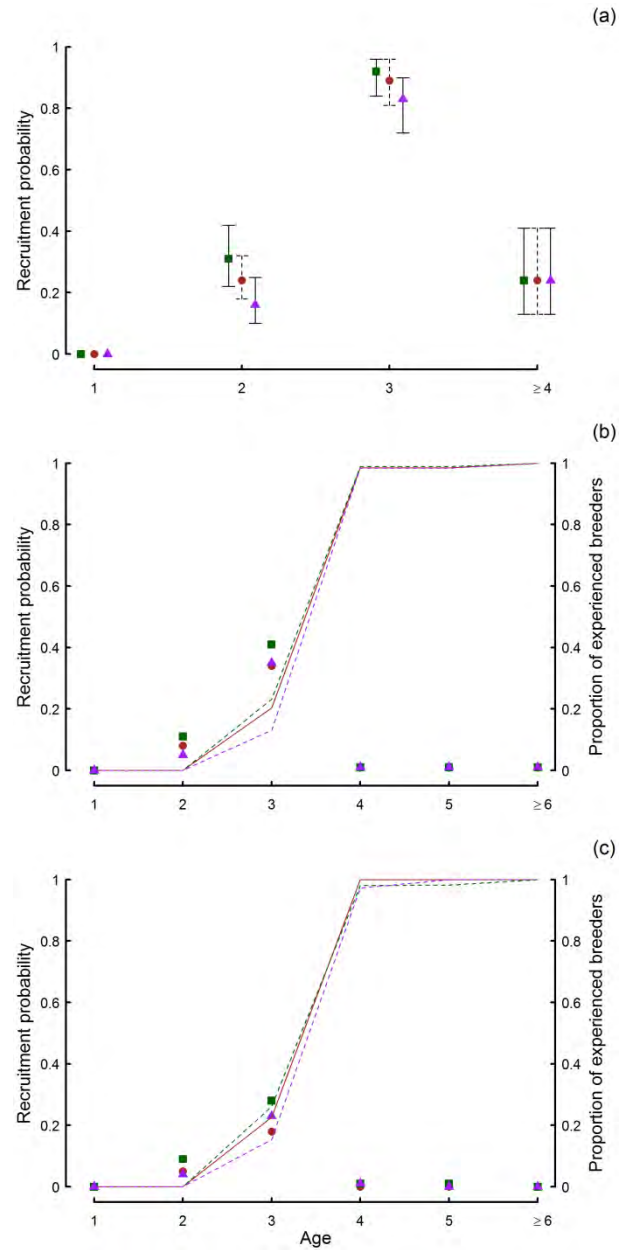 (a)
Recruitment probability
1
0.8
0.6
0.4
0.2
0
1 2 3 ≥ 4
(b)
Recruitment probability
Proportion of experienced breeders
1 1
0.8 0.8
0.6 0.6
0.4 0.4
0.2 0.2
0 0
1 2 3 4 5 ≥ 6
(c)
Recruitment probability
Proportion of experienced breeders
1 1
0.8 0.8
0.6 0.6
0.4 0.4
0.2 0.2
0 0
1 2 3 4 5 ≥ 6
Age